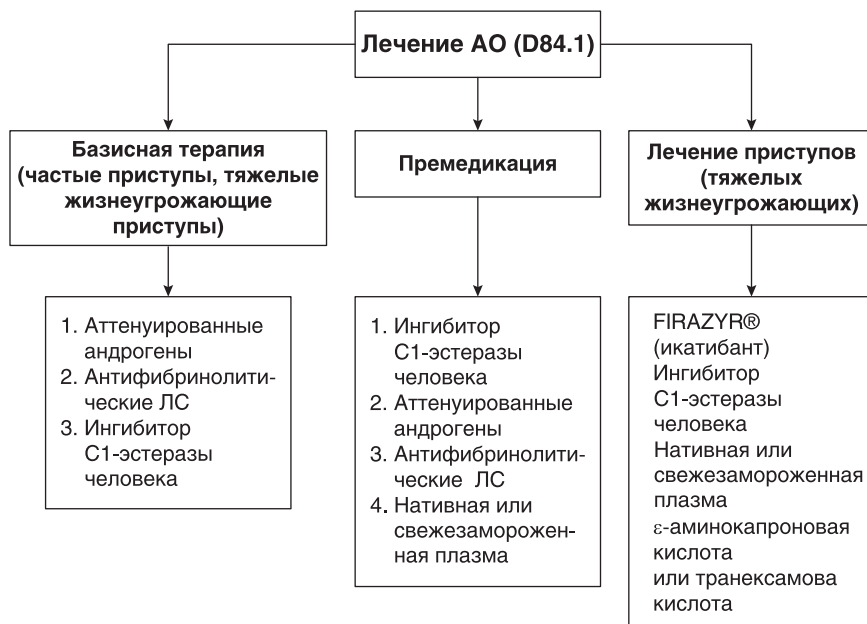 Лечение АО (D84.1)
Базисная терапия
(частые приступы, тяжелые
жизнеугрожающие
приступы)
Премедикация
Лечение приступов
(тяжелых
жизнеугрожающих)
1. Аттенуированные
андрогены
2. Антифибринолити-
ческие ЛС
3. Ингибитор
С1-эстеразы
человека
1. Ингибитор
С1-эстеразы
человека
2. Аттенуированные
андрогены
3. Антифибринолити-
ческие ЛС
4. Нативная или
свежезаморожен-
ная плазма
FIRAZYR®
(икатибант)
Ингибитор
С1-эстеразы
человека
Нативная или
свежезамороженная
плазма
ε-аминокапроновая
кислота
или транексамова
кислота